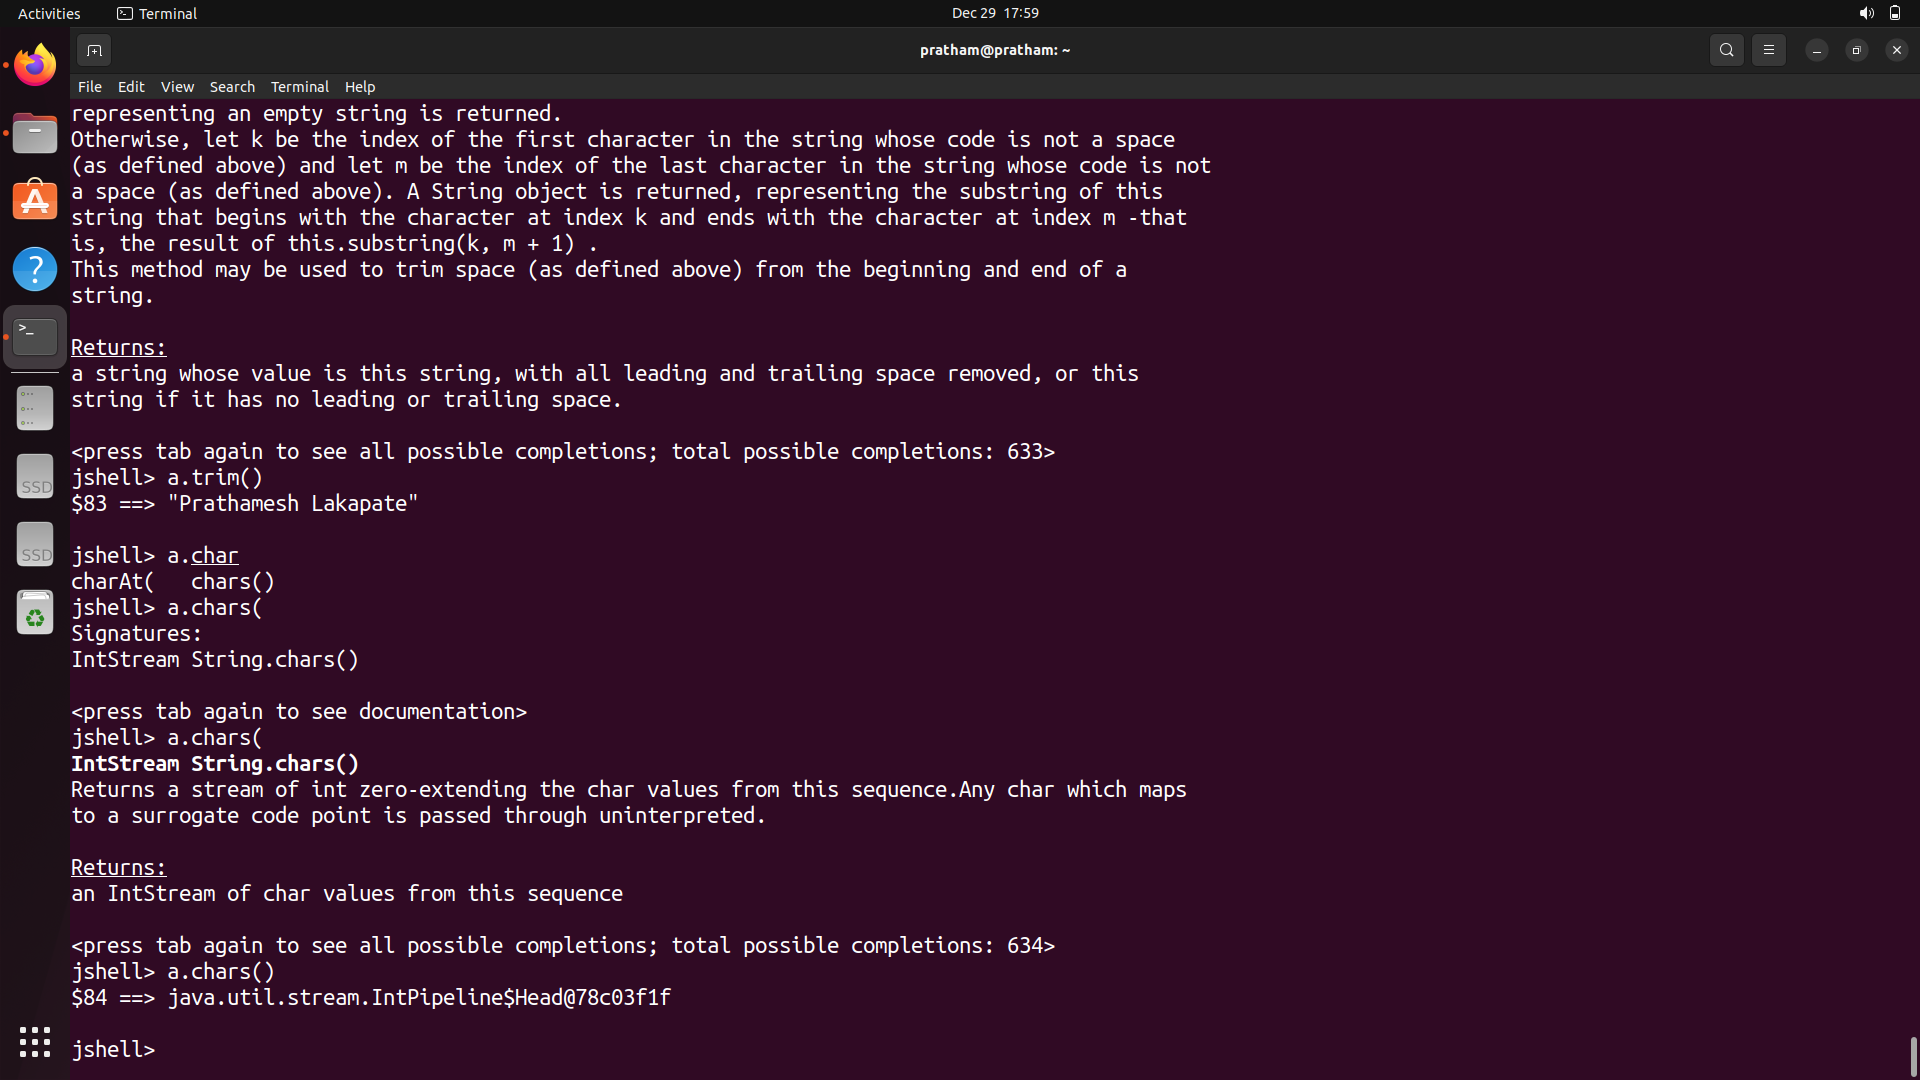 Activities
Terminal
Dec 29 17:59
pratham@pratham: ~
File Edit View Search Terminal Help
representing an empty string is returned.
Otherwise, let k be the index of the first character in the string whose code is not a space
(as defined above) and let m be the index of the last character in the string whose code is not
a space (as defined above). A String object is returned, representing the substring of this
string that begins with the character at index k and ends with the character at index m -that
is, the result of this.substring(k, m + 1) .
This method may be used to trim space (as defined above) from the beginning and end of a
string.
Returns:
a string whose value is this string, with all leading and trailing space removed, or this
string if it has no leading or trailing space.
<press tab again to see all possible completions; total possible completions: 633>
jshell> a.trim()
$83 ==> "Prathamesh Lakapate"
jshell> a.char
charAt(   chars()
jshell> a.chars(
Signatures:
IntStream String.chars()
<press tab again to see documentation>
jshell> a.chars(
IntStream String.chars()
Returns a stream of int zero-extending the char values from this sequence.Any char which maps
to a surrogate code point is passed through uninterpreted.
Returns:
an IntStream of char values from this sequence
<press tab again to see all possible completions; total possible completions: 634>
jshell> a.chars()
$84 ==> java.util.stream.IntPipeline$Head@78c03f1f
jshell>
?
>_
SSD
SSD